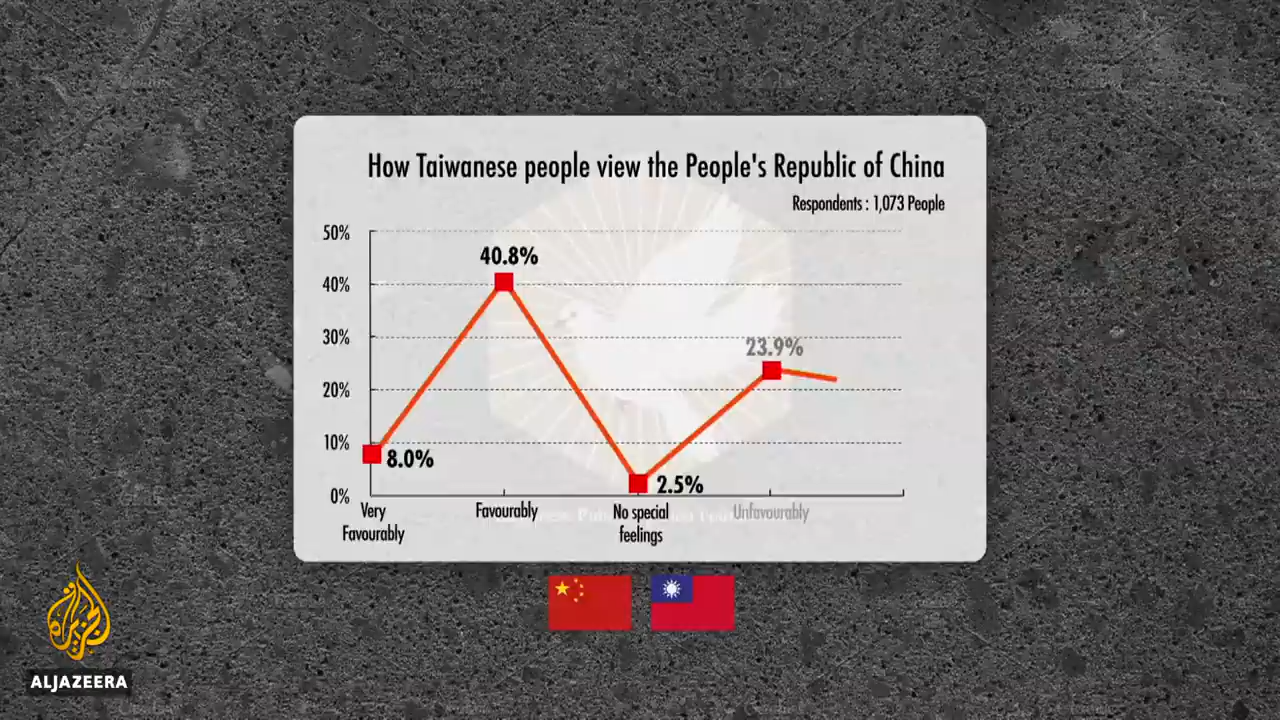 How Taiwanese people view the People's Republic of China
Respondents : 1,073 People
50%
40%
30%
20%
10%
0%
8.0%
40.8%
2.5%
23.9%
Very
Favourably
Favourably
No special
feelings
Unfavourably
ALJAZEERA